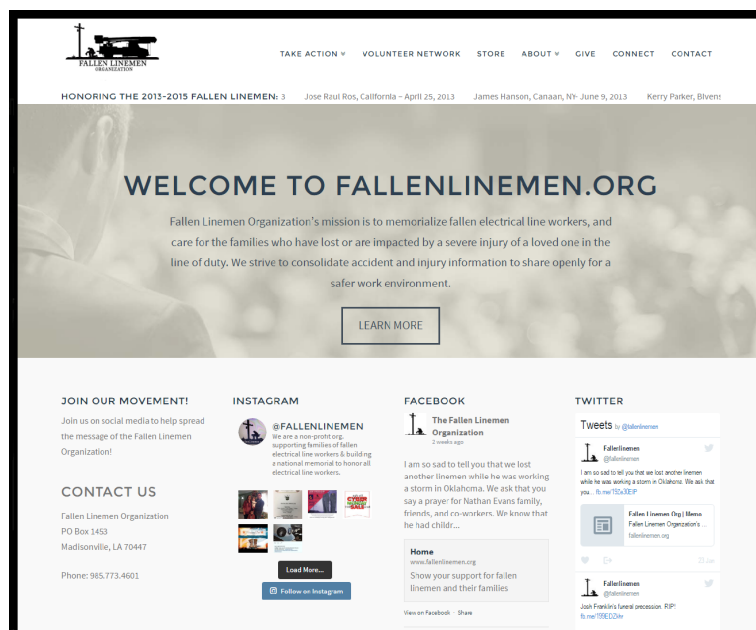 FALLEN LINEMEN
ORGANIZATION
TAKE ACTION VOLUNTEER NETWORK STORE ABOUT GIVE CONNECT CONTACT
HONORING THE 2013-2015 FALLEN LINEMEN: 3 Jose Raul Ros, California – April 25, 2013 James Hanson, Canaan, NY- June 9, 2013 Kerry Parker, Bivens
WELCOME TO FALLENLINEMEN.ORG
Fallen Linemen Organization's mission is to memorialize fallen electrical line workers, and
care for the families who have lost or are impacted by a severe injury of a loved one in the
line of duty. We strive to consolidate accident and injury information to share openly for a
safer work environment.
LEARN MORE
JOIN OUR MOVEMENT!
Join us on social media to help spread
the message of the Fallen Linemen
Organization!
CONTACT US
Fallen Linemen Organization
PO Box 1453
Madisonville, LA 70447
Phone: 985.773.4601
INSTAGRAM
@FALLENLINEMEN
We are a non-profit org.
supporting families of fallen
electrical line workers & building
a national memorial to honor all
electrical line workers.
CYBER
SALE
Load More...
Follow on Instagram
FACEBOOK
The Fallen Linemen
Organization
2 weeks ago
I am so sad to tell you that we lost
another linemen while he was working
a storm in Oklahoma. We ask that you
say a prayer for Nathan Evans family,
friends, and co-workers. We know that
he had childr...
Home
www.fallenlinemen.org
Show your support for fallen
linemen and their families
View on Facebook · Share
TWITTER
Tweets by @fallenlinemen
Fallenlinemen
@fallenlinemen
I am so sad to tell you that we lost another linemen
while he was working a storm in Oklahoma. We ask that
you...
Fallen Linemen Org | Memo
Fallen Linemen Organization's ...
fallenlinemen.org
Fallenlinemen
@fallenlinemen
Josh Franklin's funeral precession. RIP!